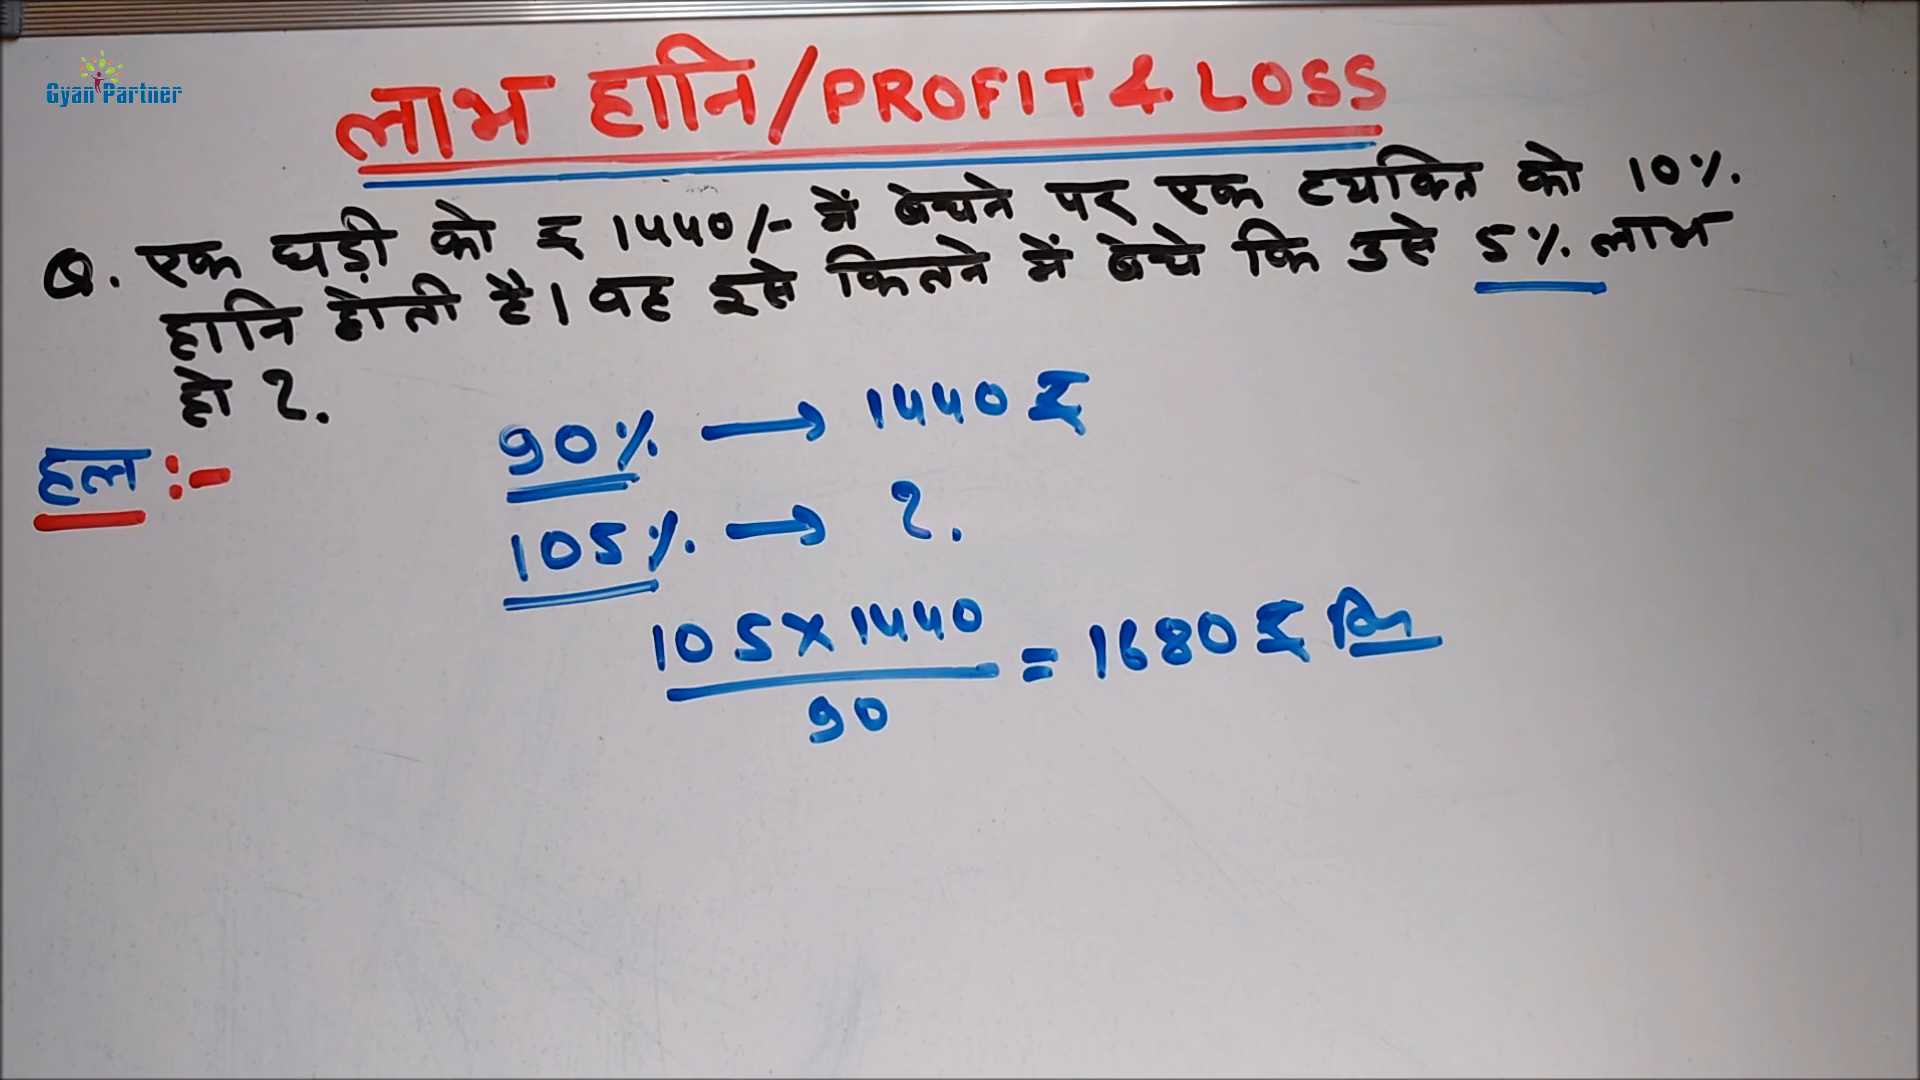 Gyan Partner
लाभ हानि/PROFIT & LOSS
Q. एक घड़ी को ₹ 1440/- में बेचने पर एक व्यक्ति को 10%
हानि होती है। वह इसे कितने में बेचे कि उसे 5% लाभ
हो ?
हल :-
90% → 1440 ₹
105% → ?
105 × 1440
90
= 1680 ₹